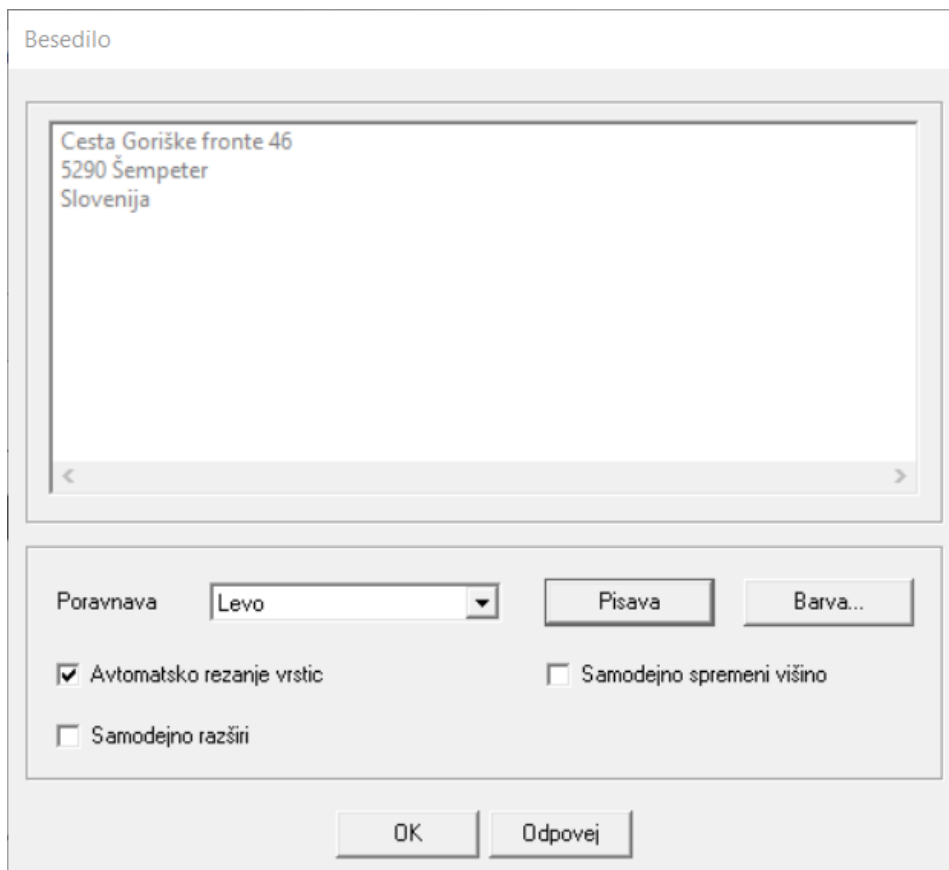 Besedilo
Cesta Goriške fronte 46
5290 Šempeter
Slovenija
Poravnava Levo Pisava Barva...
Avtomatsko rezanje vrstic Samodejno spremeni višino
Samodejno razširi
OK Odpovej